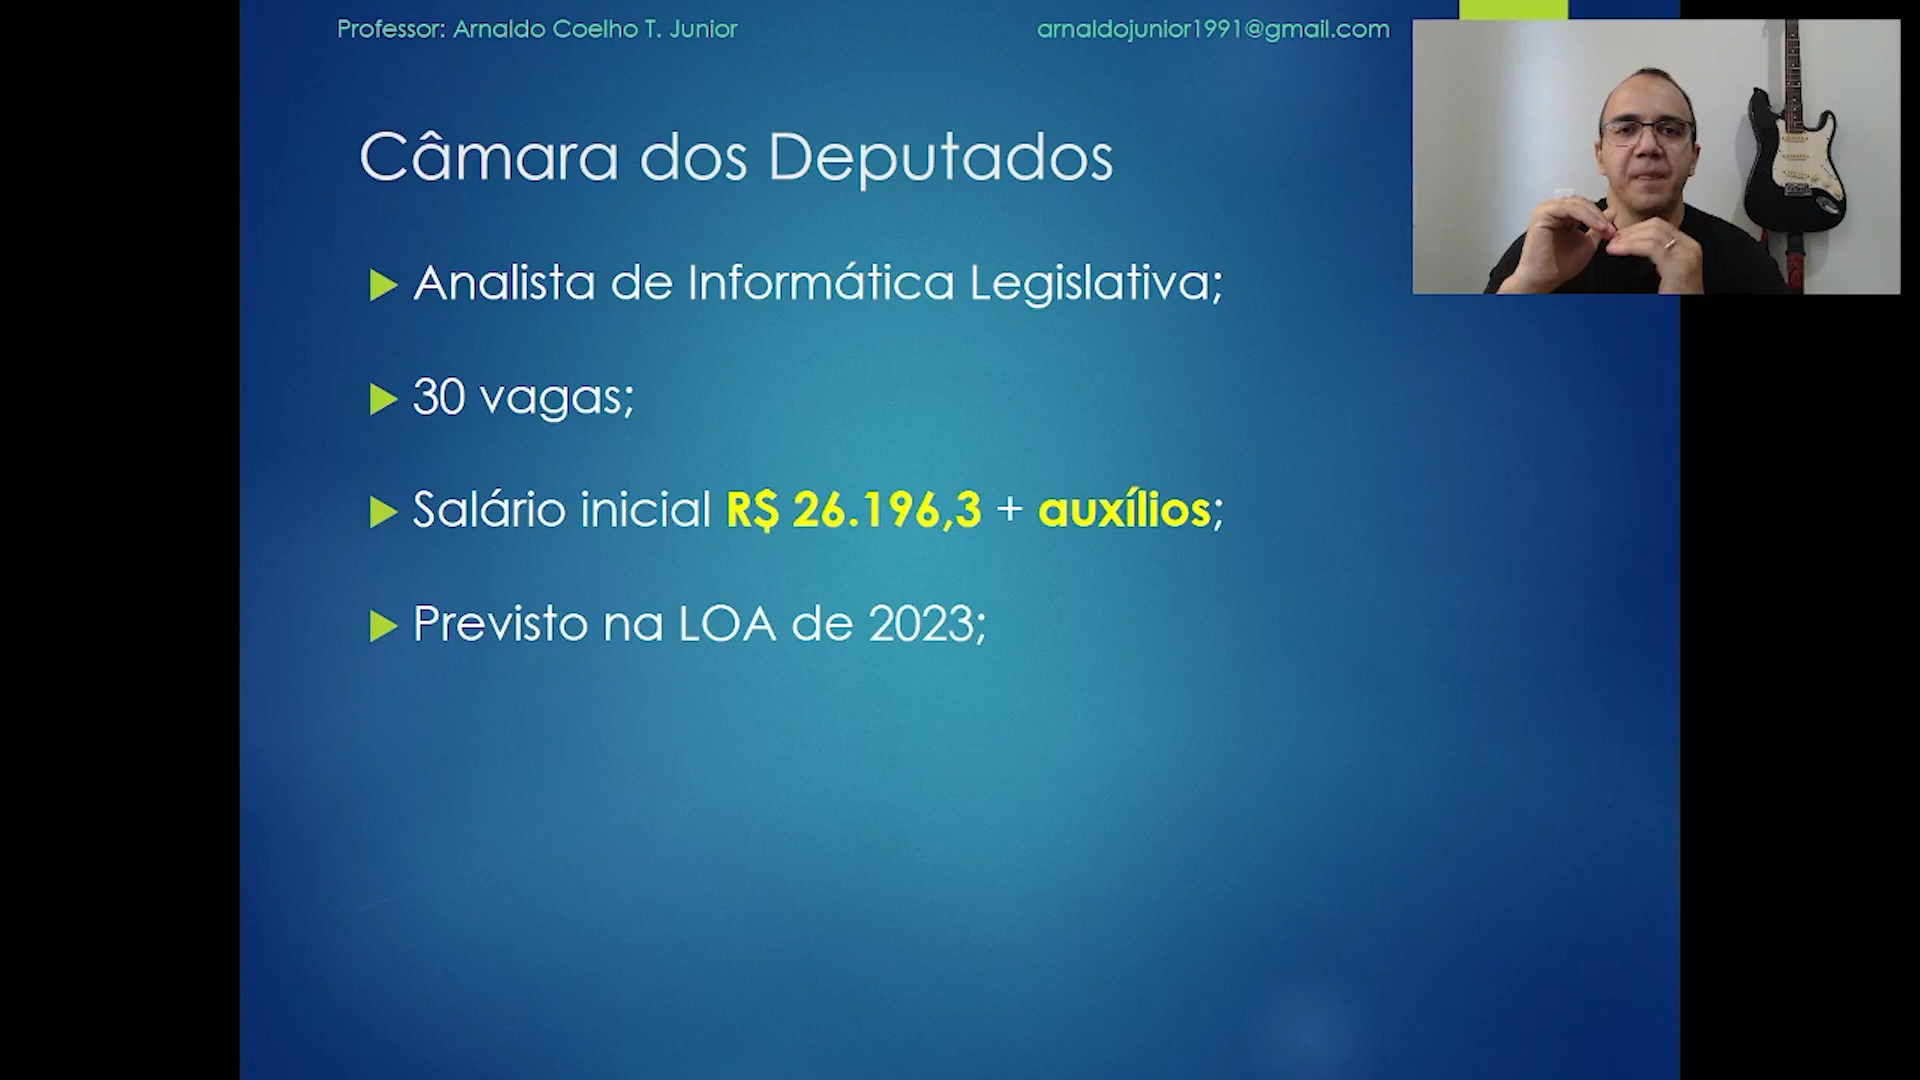 Professor: Arnaldo Coelho T. Junior
arnaldojunior1991@gmail.com
Câmara dos Deputados
Analista de Informática Legislativa;
30 vagas;
Salário inicial R$ 26.196,3 + auxílios;
Previsto na LOA de 2023;